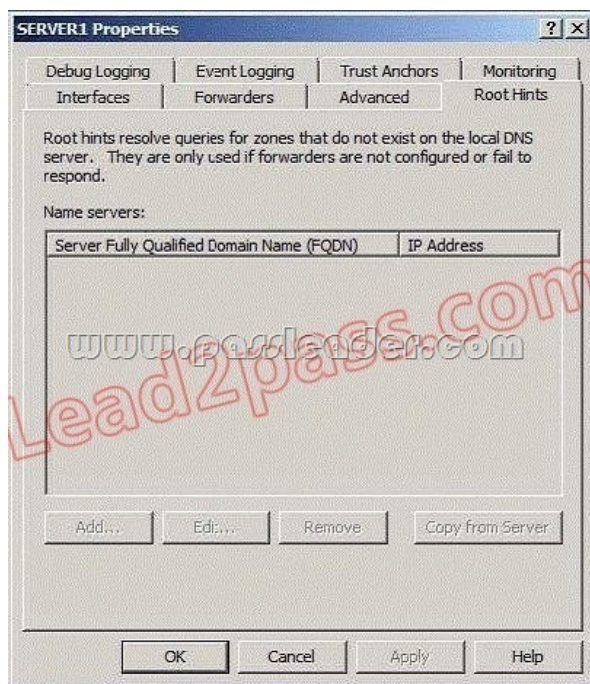 SERVER1 Properties
Debug Logging Event Logging Trust Anchors Monitoring
Interfaces Forwarders Advanced Root Hints
Root hints resolve queries for zones that do not exist on the local DNS
server. They are only used if forwarders are not configured or fail to
respond.
Name servers:
Server Fully Qualified Domain Name (FQDN) IP Address
www.passleader.com
Lead2pass.com
Add... Edit... Remove Copy from Server
OK Cancel Apply Help